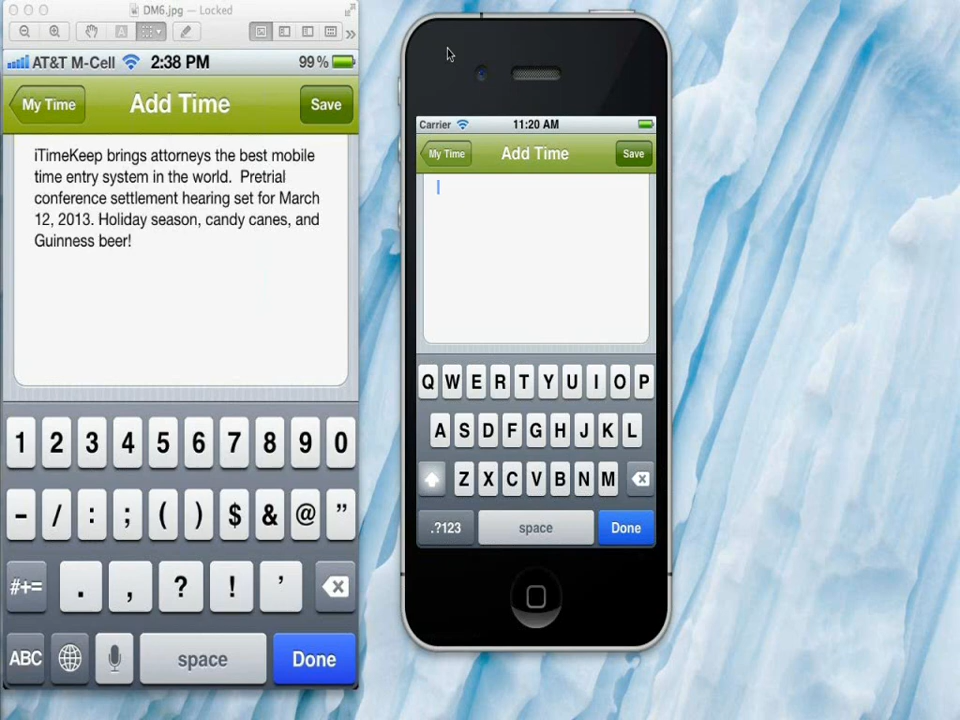 DM6.jpg — Locked
AT&T M-Cell 2:38 PM 99%
My Time Add Time Save
iTimeKeep brings attorneys the best mobile
time entry system in the world. Pretrial
conference settlement hearing set for March
12, 2013. Holiday season, candy canes, and
Guinness beer!
1 2 3 4 5 6 7 8 9 0
- / : ; ( ) $ & @ "
#+= . , ? ! '
ABC space Done
Carrier 11:20 AM
My Time Add Time Save
Q W E R T Y U I O P
A S D F G H J K L
Z X C V B N M
.?123 space Done